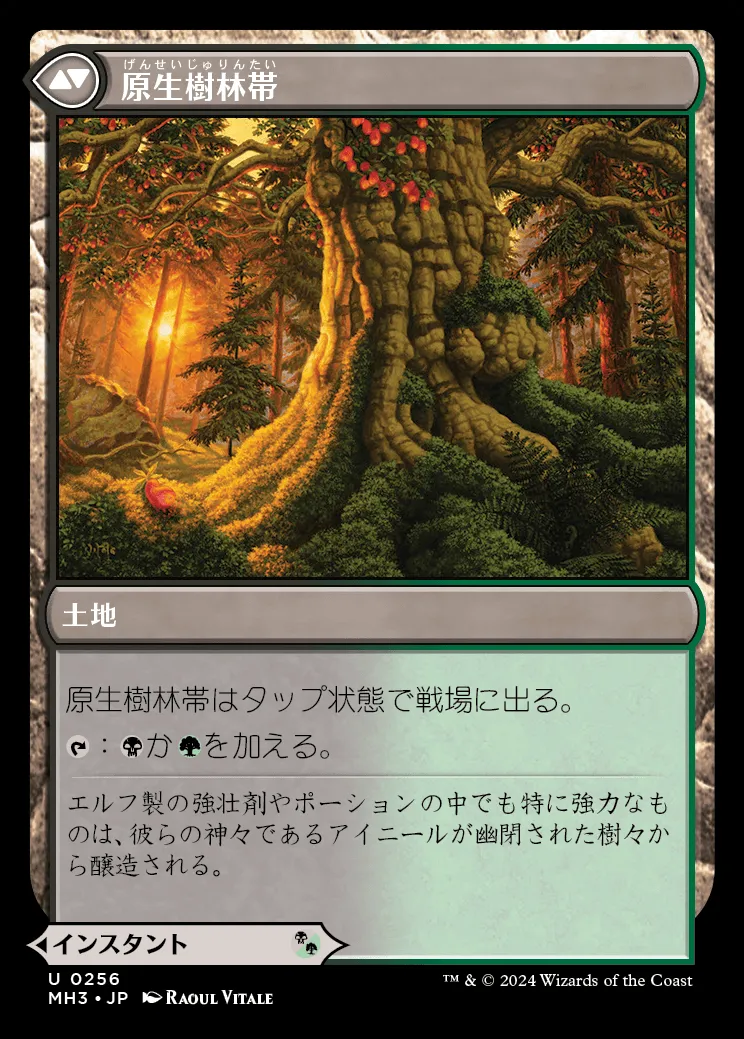 げんせいじゅりんたい
原生樹林帯
Vitale
土地
原生樹林帯はタップ状態で戦場に出る。
：か を加える。
エルフ製の強壮剤やポーションの中でも特に強力なも
のは、彼らの神々であるアイニールが幽閉された樹々か
ら醸造される。
インスタント
U 0256
MH3 • JP Raoul Vitale
™ & © 2024 Wizards of the Coast